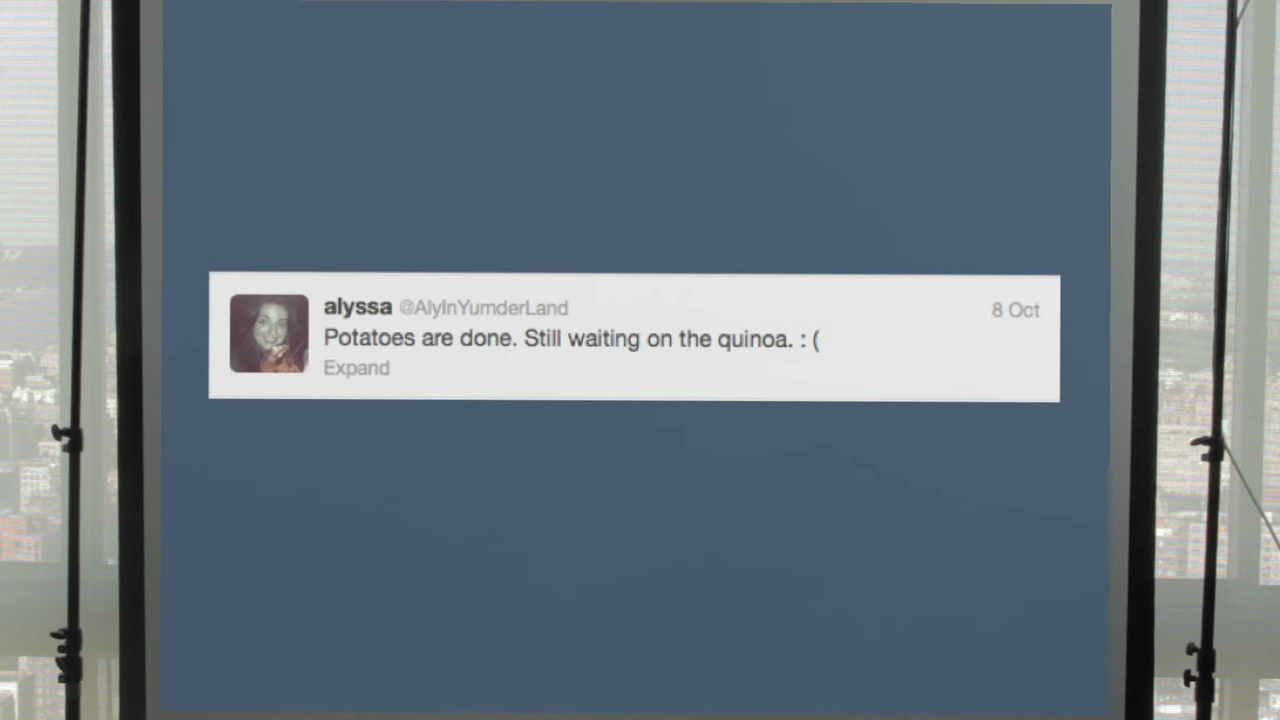 alyssa @AlyInYumderLand 8 Oct
Potatoes are done. Still waiting on the quinoa. : (
Expand